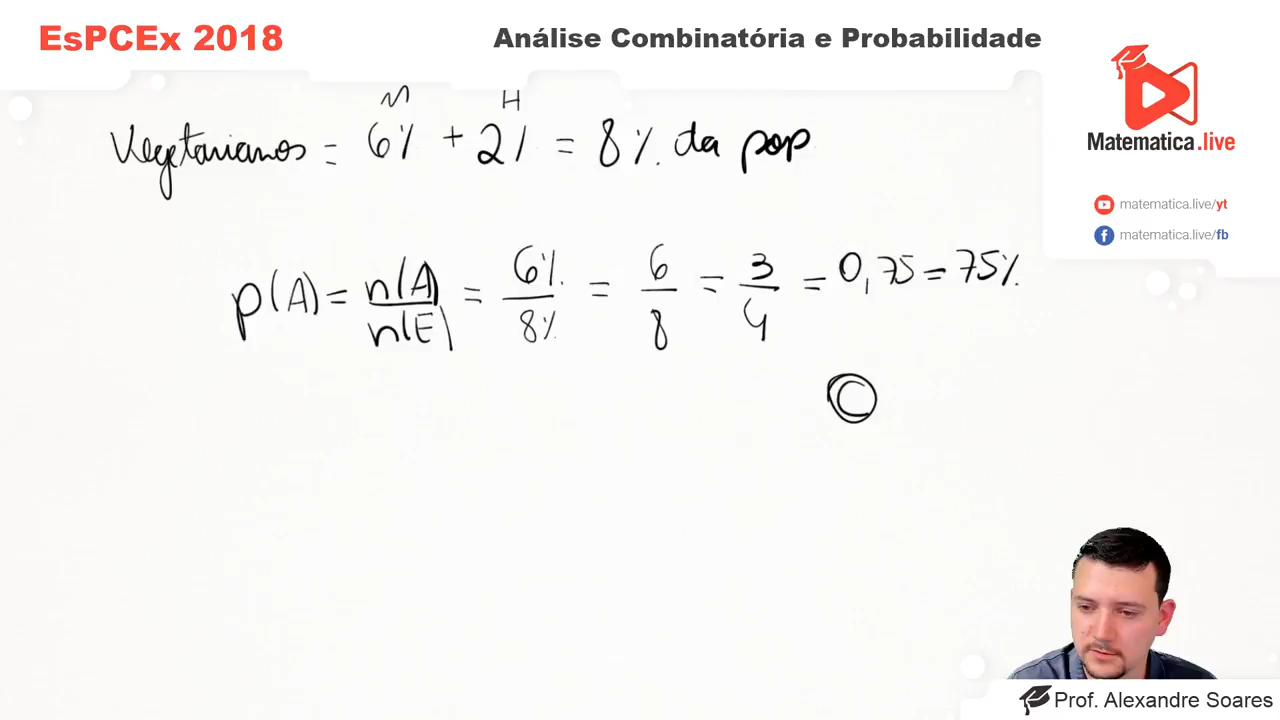 EsPCEx 2018
Análise Combinatória e Probabilidade
Matematica.live
matematica.live/yt
matematica.live/fb
M H
Vegetarianos = 6% + 2% = 8% da pop
p(A) = n(A)/n(E) = 6%/8% = 6/8 = 3/4 = 0,75 = 75%
C
Prof. Alexandre Soares